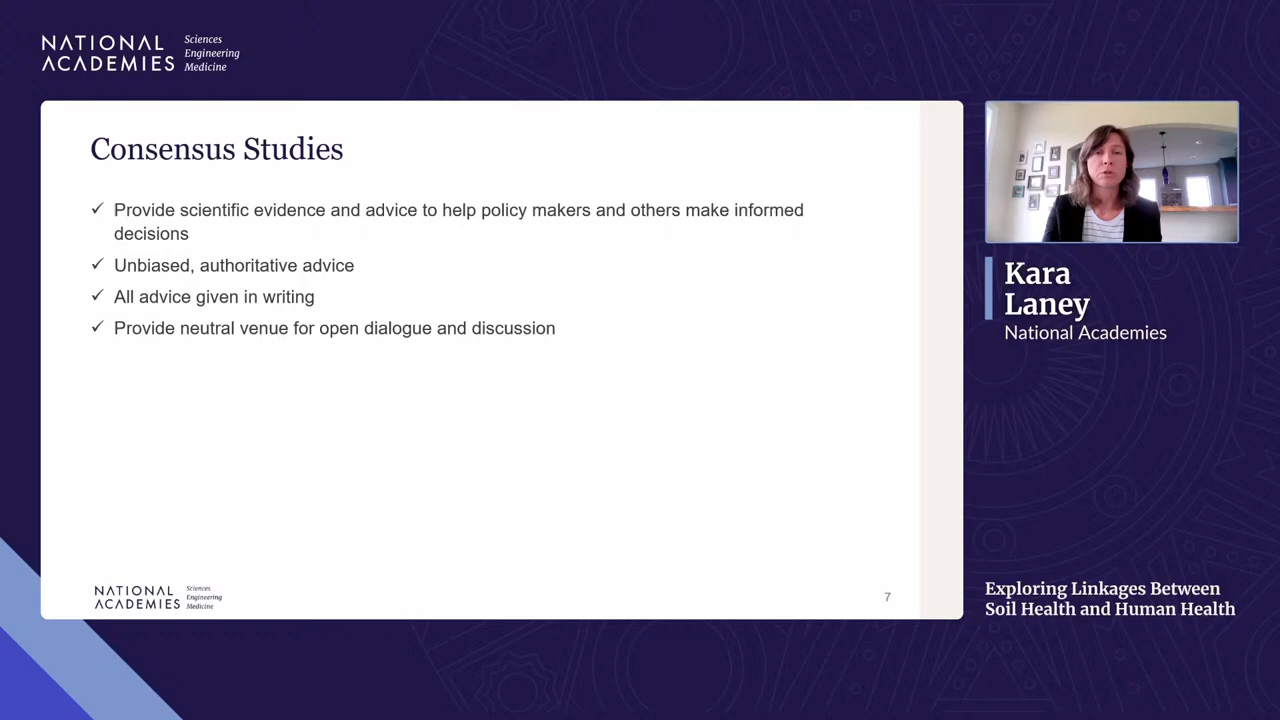 NATIONAL
ACADEMIES
Sciences
Engineering
Medicine
Consensus Studies
✓ Provide scientific evidence and advice to help policy makers and others make informed
decisions
✓ Unbiased, authoritative advice
✓ All advice given in writing
✓ Provide neutral venue for open dialogue and discussion
NATIONAL
ACADEMIES
Sciences
Engineering
Medicine
7
Kara
Laney
National Academies
Exploring Linkages Between
Soil Health and Human Health